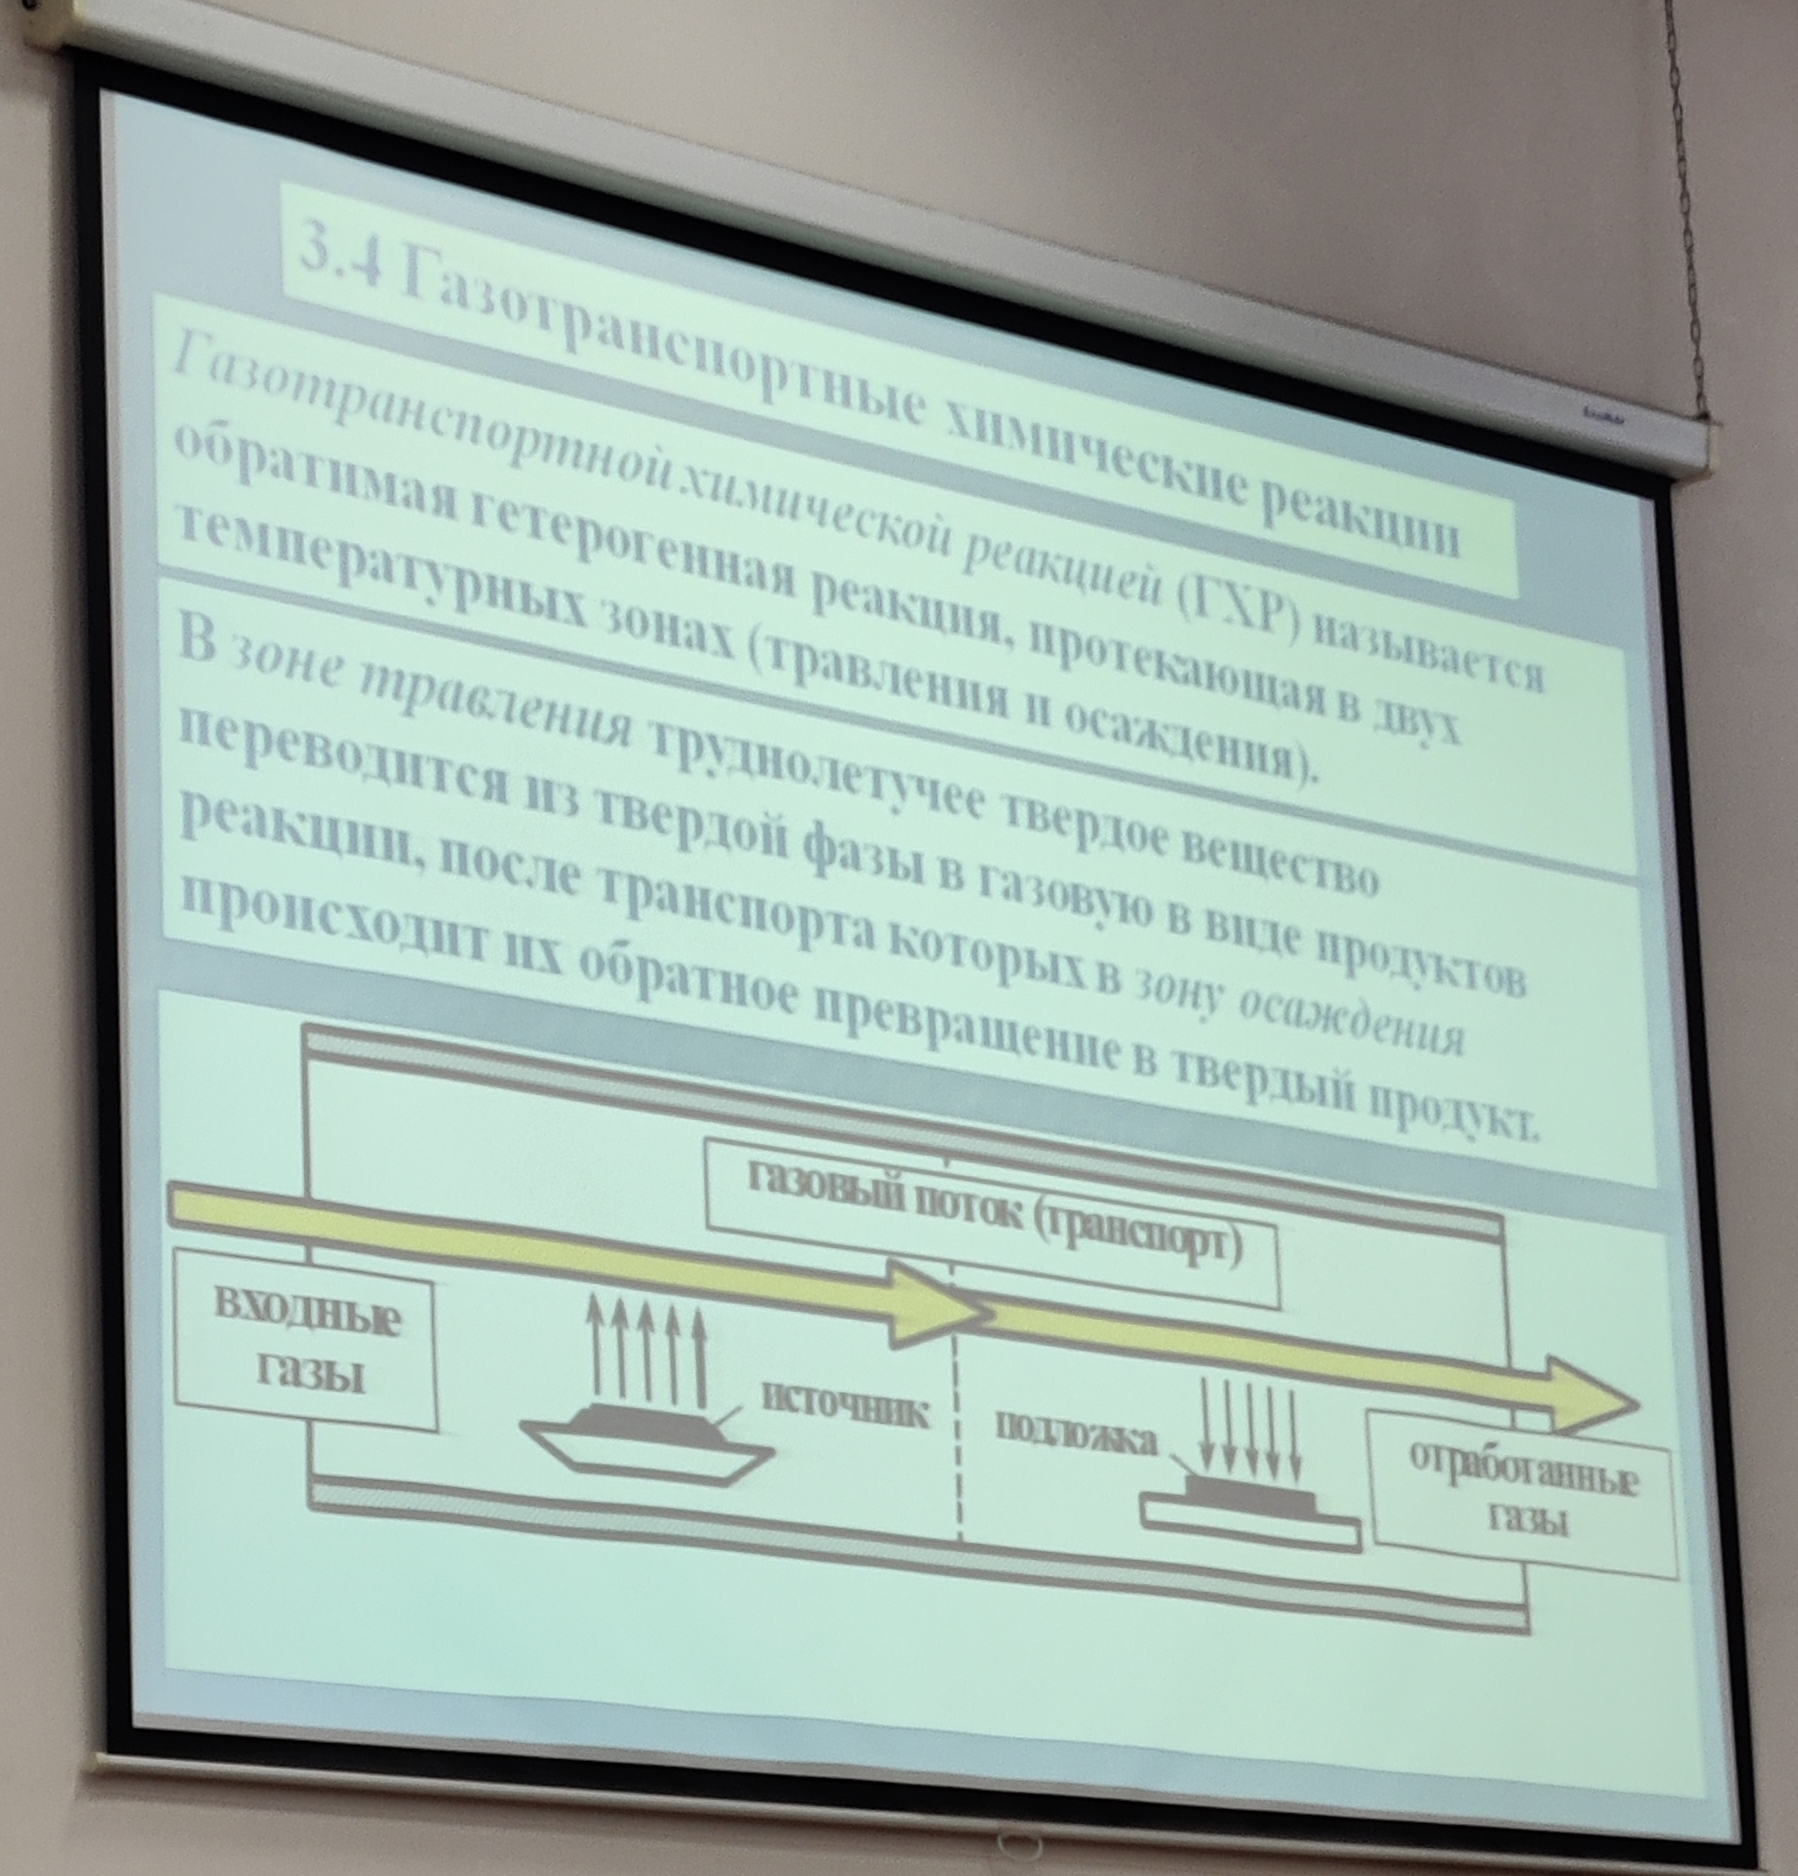 3.4 Газотранспортные химические реакции
Газотранспортной химической реакцией (ГХР) называется
обратимая гетерогенная реакция, протекающая в двух
температурных зонах (травления и осаждения).
В зоне травления труднолетучее твердое вещество
переводится из твердой фазы в газовую в виде продуктов
реакции, после транспорта которых в зону осаждения
происходит их обратное превращение в твердый продукт.
газовый поток (транспорт)
входные
газы
источник
подложка
отработанные
газы